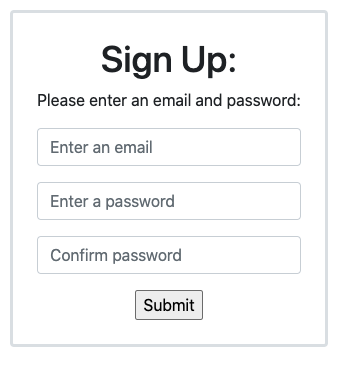 Sign Up:
Please enter an email and password:
Enter an email
Enter a password
Confirm password
Submit